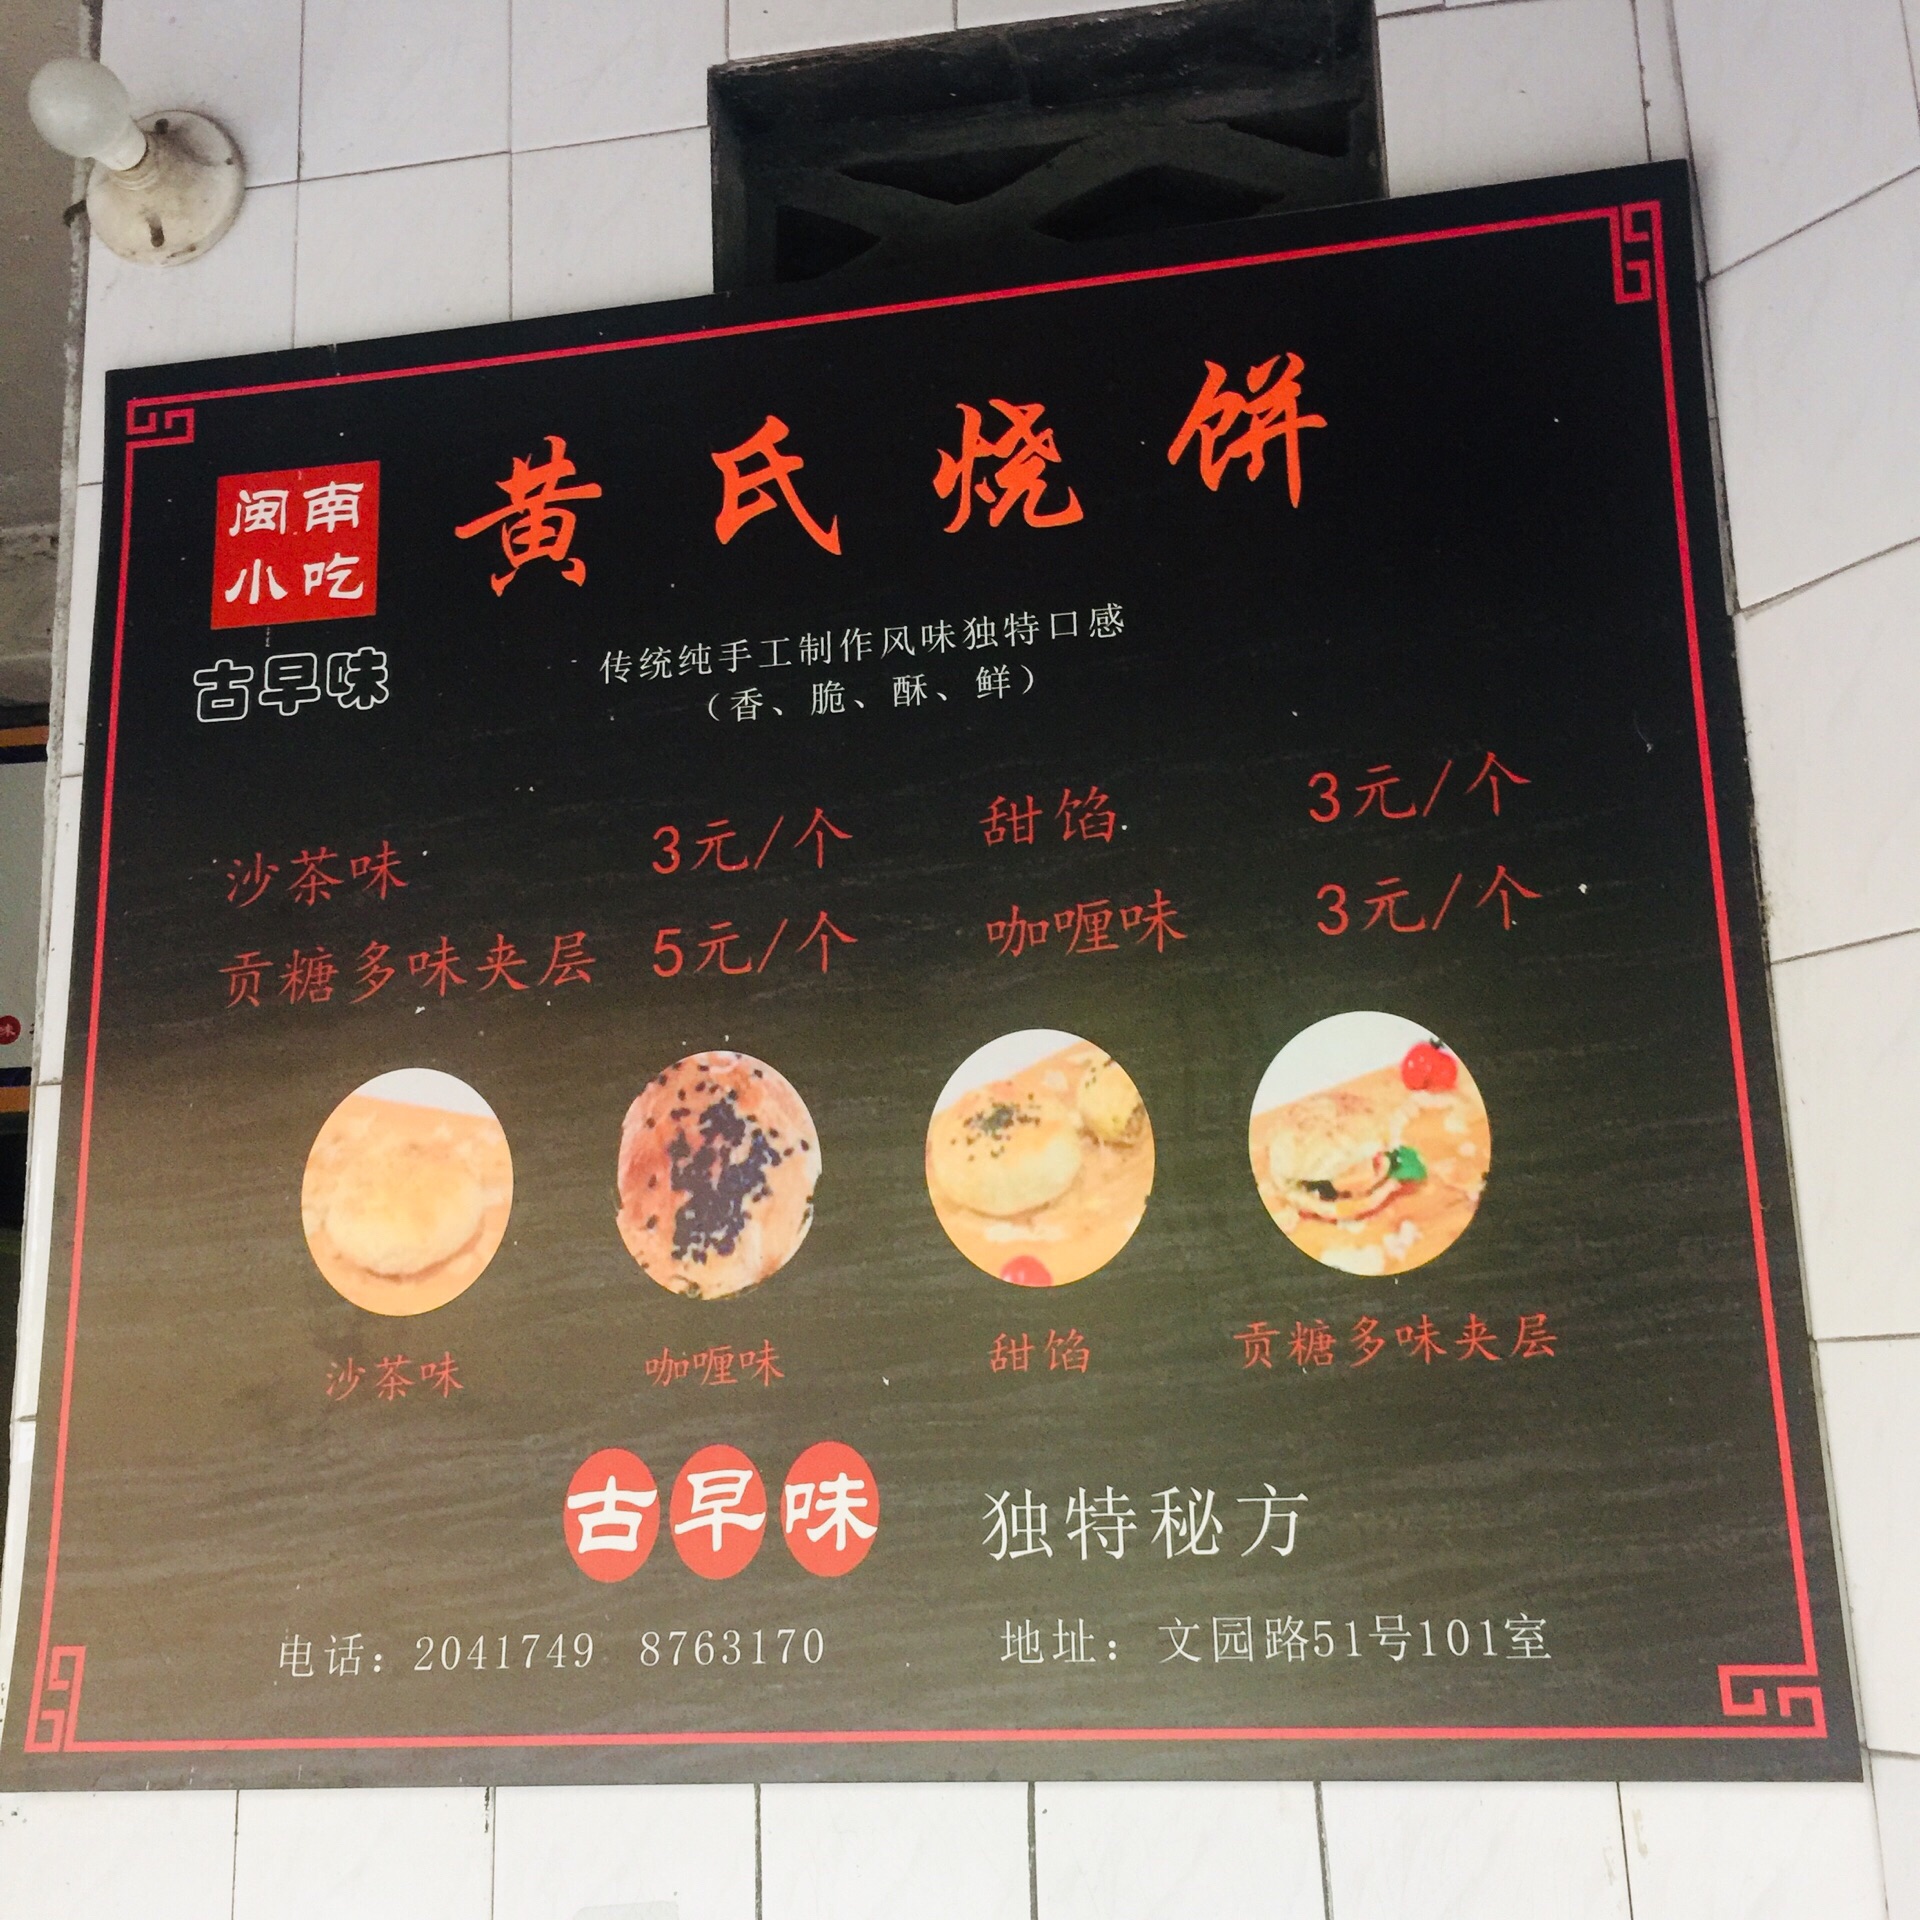 闽南
小吃
古早味
黄氏烧饼
传统纯手工制作风味独特口感
（香、脆、酥、鲜）
沙茶味 3元/个 甜馅 3元/个
贡糖多味夹层 5元/个 咖喱味 3元/个
沙茶味 咖喱味 甜馅 贡糖多味夹层
古早味 独特秘方
电话：2041749 8763170 地址：文园路51号101室
味